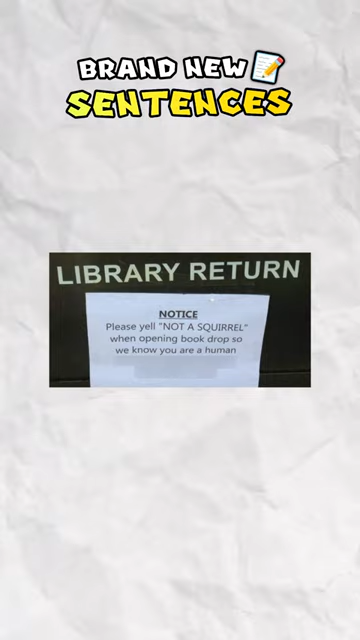 BRAND NEW
SENTENCES
LIBRARY RETURN
NOTICE
Please yell "NOT A SQUIRREL"
when opening book drop so
we know you are a human